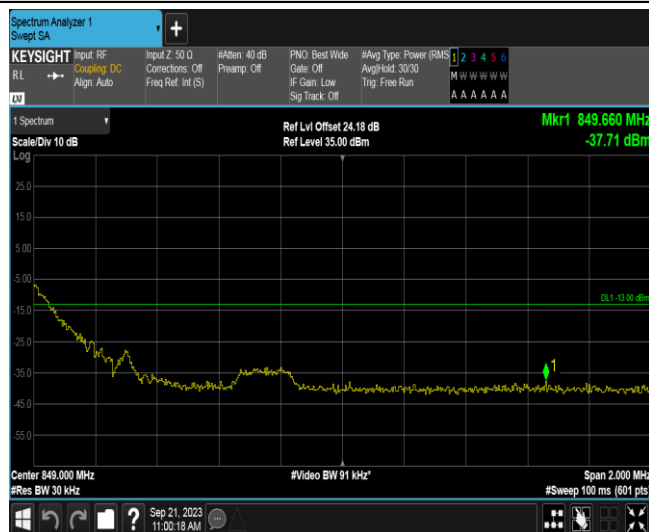 Spectrum Analyzer 1
Swept SA
+
KEYSIGHT Input: RF Input Z: 50 Ω #Atten: 40 dB PNO: Best Wide #Avg Type: Power (RMS 1 2 3 4 5 6
RL Coupling: DC Corrections: Off Preamp: Off Gate: Off Avg|Hold: 30/30 M W W W W W
Align: Auto Freq Ref: Int (S) IF Gain: Low Trig: Free Run
Sig Track: Off A A A A A A
LXI
1 Spectrum Ref Lvl Offset 24.18 dB Mkr1 849.660 MHz
Scale/Div 10 dB Ref Level 35.00 dBm -37.71 dBm
Log
25.0
15.0
5.00
-5.00
DL1 -13.00 dBm
-15.0
-25.0
1
-35.0
-45.0
-55.0
Center 849.000 MHz #Video BW 91 kHz* Span 2.000 MHz
#Res BW 30 kHz #Sweep 100 ms (601 pts)
? Sep 21, 2023
11:00:18 AM